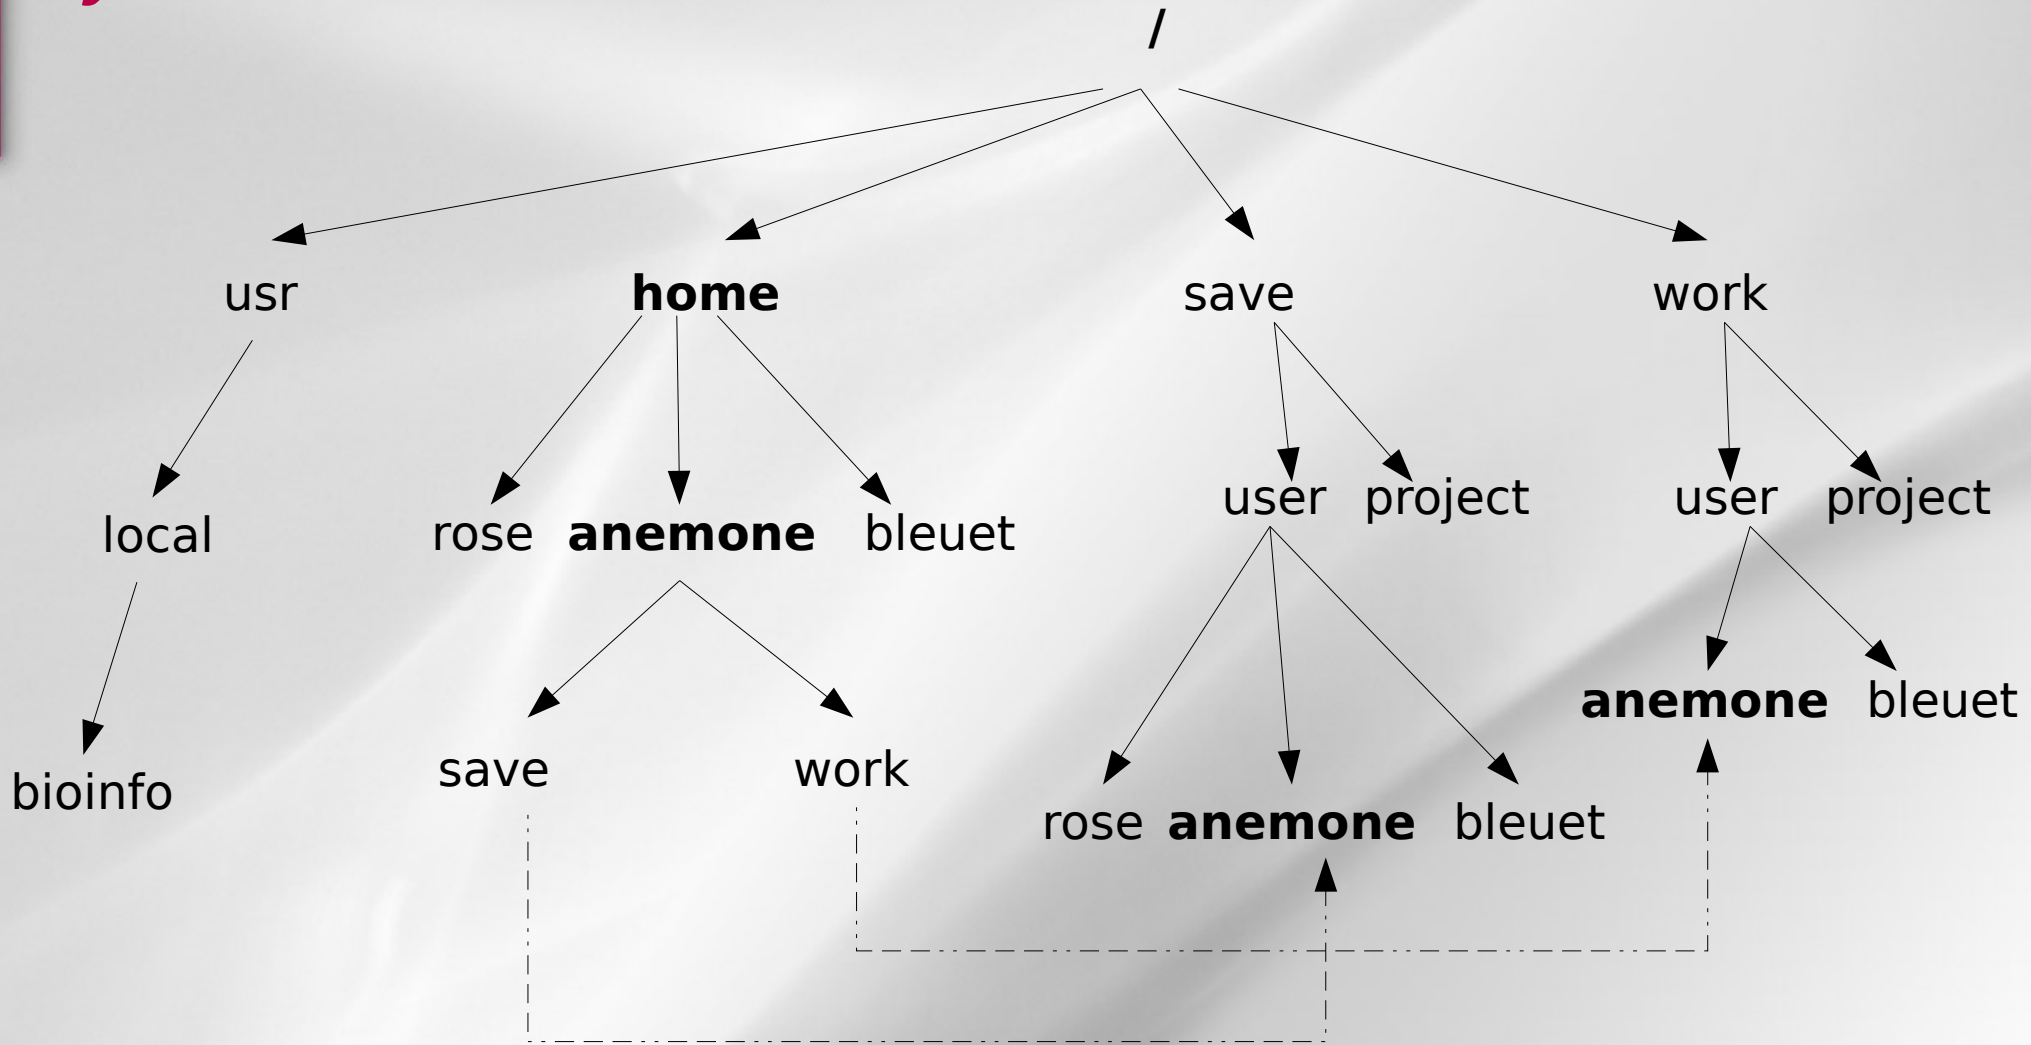 /
usr home save work
local rose anemone bleuet user project user project
bioinfo save work rose anemone bleuet anemone bleuet